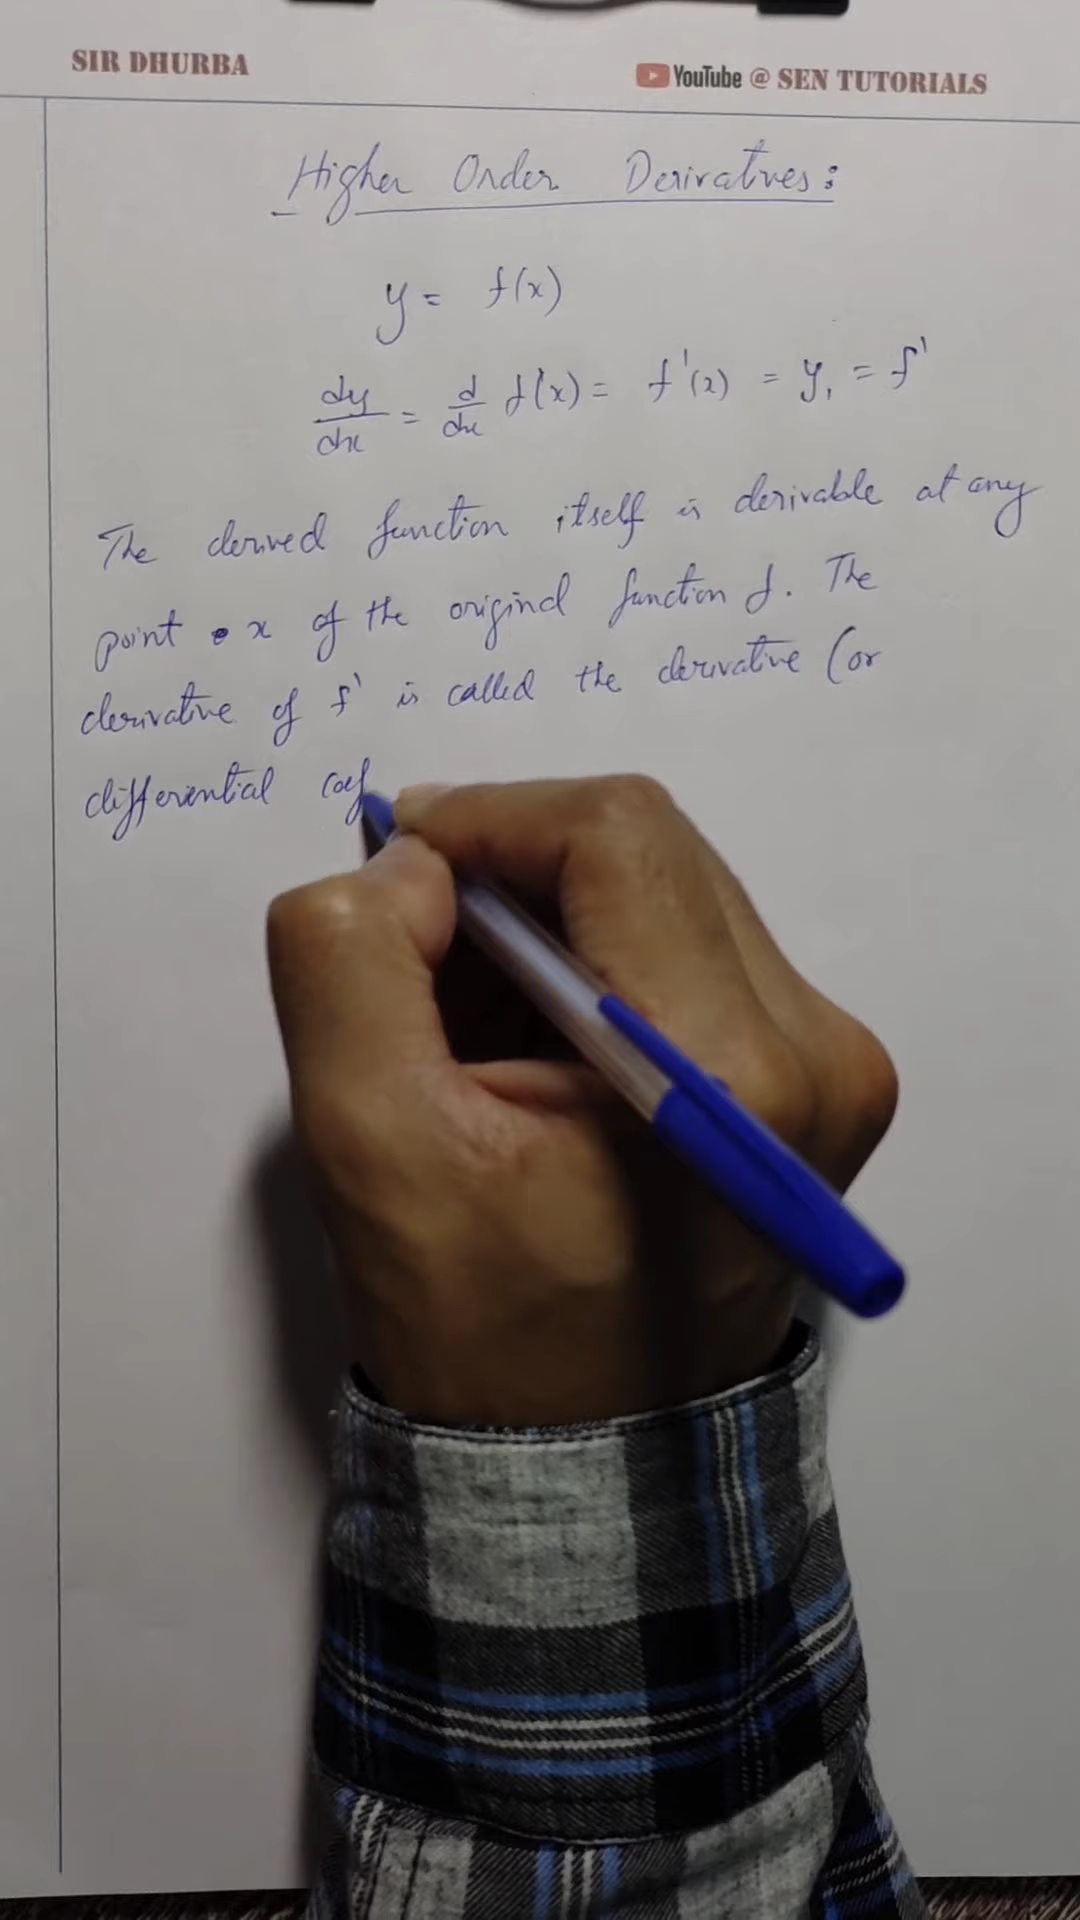 SIR DHURBA
YouTube @ SEN TUTORIALS
Higher Order Derivatives:
y = f(x)
dy/dx = d/dx f(x) = f'(x) = y₁ = f'
The derived function itself is derivable at any
point x of the original function f. The
derivative of f' is called the derivative (or
differential coef